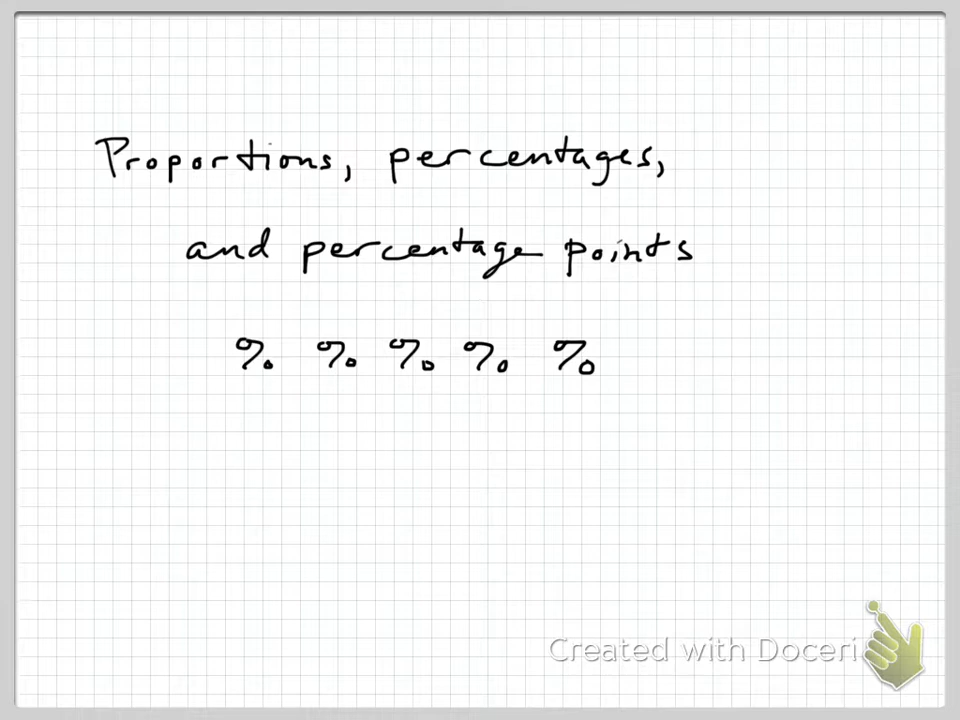 Proportions, percentages,
and percentage points
% % % % %
Created with Doceri